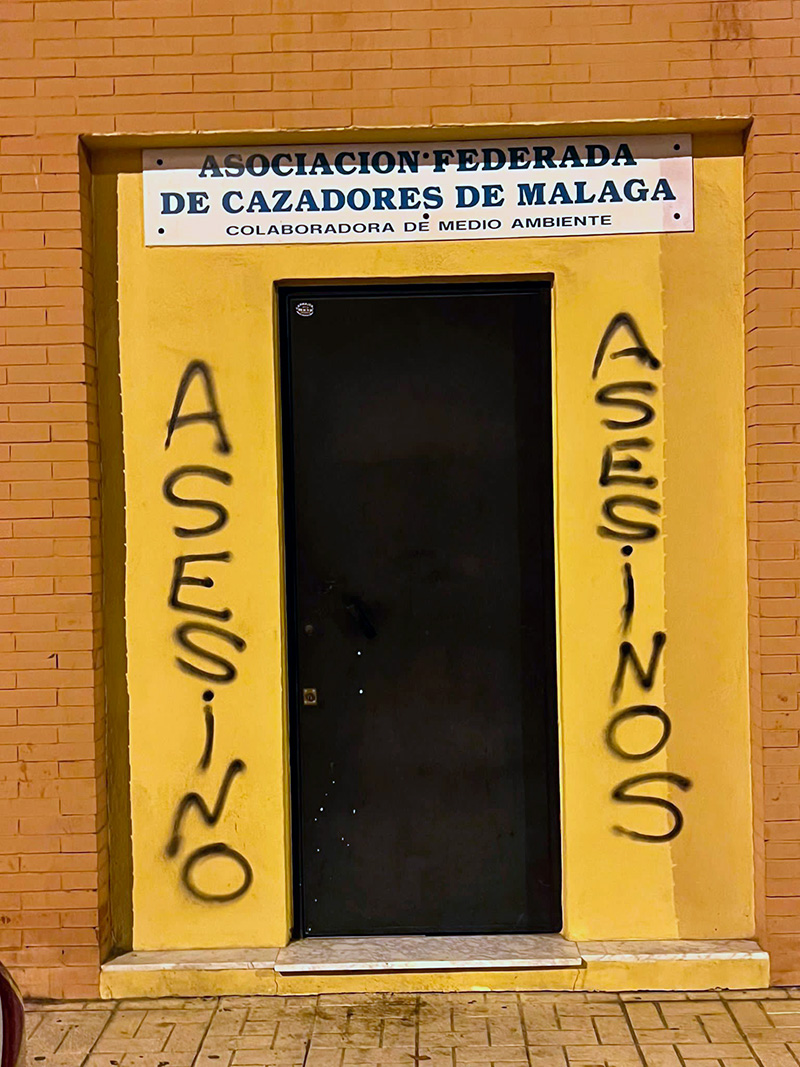 ASOCIACION FEDERADA
DE CAZADORES DE MALAGA
COLABORADORA DE MEDIO AMBIENTE
ASESiNO
ASESiNOS